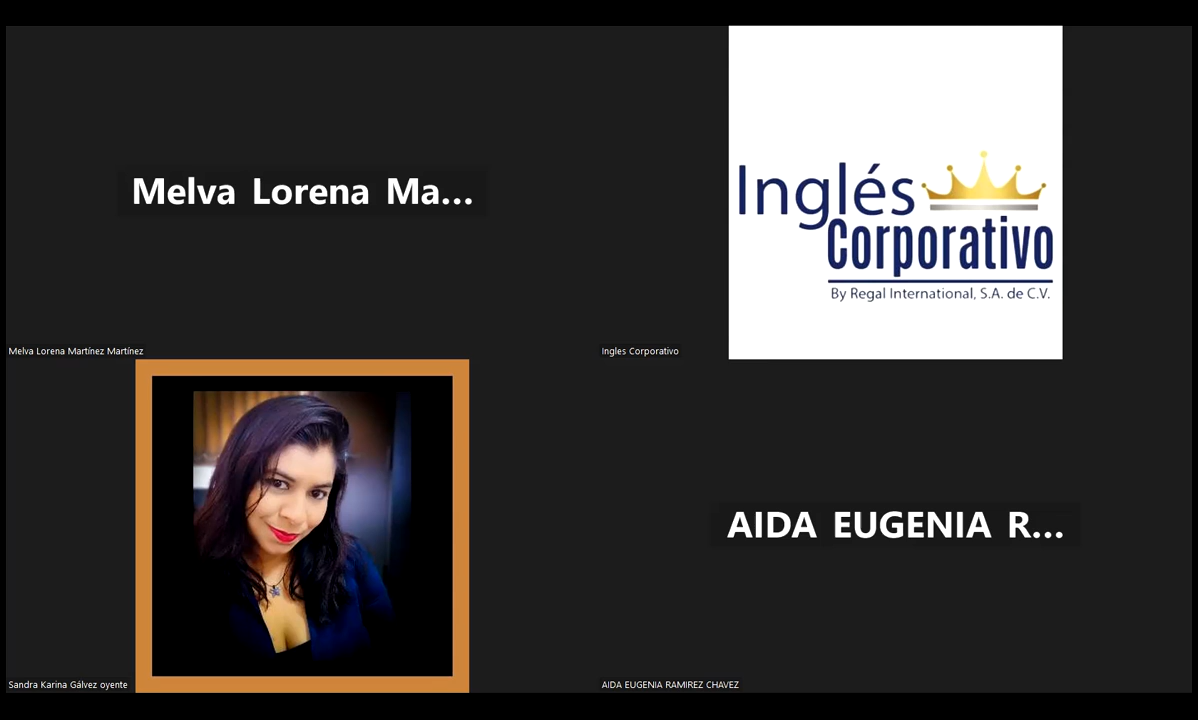 Melva Lorena Ma...
Melva Lorena Martínez Martínez
Inglés
Corporativo
By Regal International, S.A. de C.V.
Ingles Corporativo
Sandra Karina Gálvez oyente
AIDA EUGENIA R...
AIDA EUGENIA RAMIREZ CHAVEZ